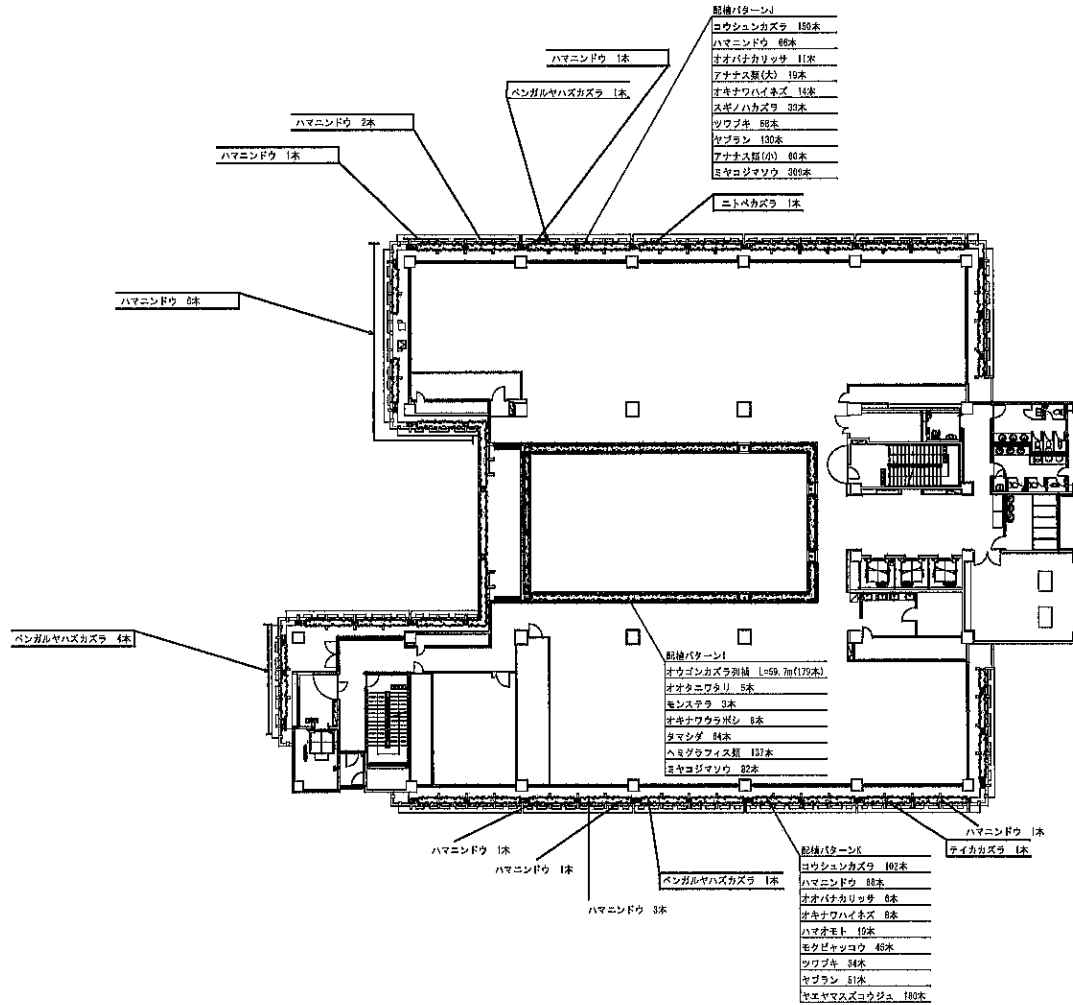 配植パターンJ
コウシュンカズラ 150本
ハマニンドウ 66本
オオバナカリッサ 11本
アナナス類(大) 19本
オキナワハイネズ 14本
スギノハカズラ 33本
ツワブキ 58本
ヤブラン 130本
アナナス類(小) 60本
ミヤコジマソウ 309本
ハマニンドウ 1本
ベンガルヤハズカズラ 1本
ハマニンドウ 2本
ハマニンドウ 1本
ニトベカズラ 1本
ハマニンドウ 6本
ベンガルヤハズカズラ 4本
配植パターンI
オウゴンカズラ列植 L=59.7m(179本)
オオタニワタリ 5本
モンステラ 3本
オキナワウラボシ
タマシダ 64本
ヘミグラフィス類 137本
ミヤコジマソウ 82本
ハマニンドウ 1本
テイカカズラ 1本
ハマニンドウ 1本
ハマニンドウ 1本
ベンガルヤハズカズラ 1本
ハマニンドウ 3本
配植パターンK
コウシュンカズラ 102本
ハマニンドウ 68本
オオバナカリッサ 6本
オキナワハイネズ
ハマオモト 19本
モクビャッコウ
ツワブキ 34本
ヤブラン 51本
ヤエヤマスズコウジュ 180本